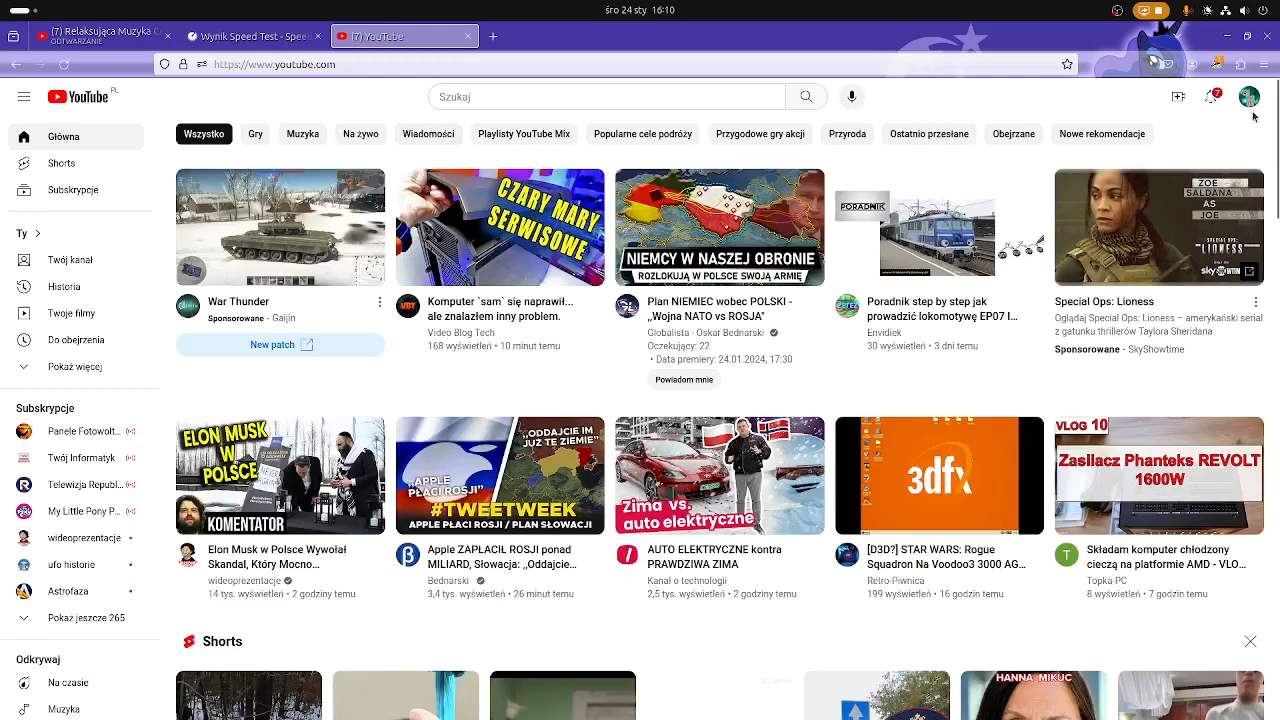 śro 24 sty 16:10
(7) Relaksująca Muzyka
ODTWARZANIE
Wynik Speed Test - Speed
(7) YouTube
https://www.youtube.com
YouTube PL
Szukaj
7
Główna
Shorts
Subskrypcje
Ty
Twój kanał
Historia
Twoje filmy
Do obejrzenia
Pokaż więcej
Subskrypcje
Panele Fotowolt...
Twój Informatyk
Telewizja Republ...
My Little Pony P...
wideoprezentacje
ufo historie
Astrofaza
Pokaż jeszcze 265
Odkrywaj
Na czasie
Muzyka
Wszystko
Gry
Muzyka
Na żywo
Wiadomości
Playlisty YouTube Mix
Popularne cele podróży
Przygodowe gry akcji
Przyroda
Ostatnio przesłane
Obejrzane
Nowe rekomendacje
War Thunder
Sponsorowane · Gaijin
New patch
CZARY MARY
SERWISOWE
Komputer `sam` się naprawił...
ale znalazłem inny problem.
Video Blog Tech
168 wyświetleń • 10 minut temu
NIEMCY W NASZEJ OBRONIE
ROZLOKUJĄ W POLSCE SWOJĄ ARMIĘ
Plan NIEMIEC wobec POLSKI -
,,Wojna NATO vs ROSJA"
Globalista - Oskar Bednarski
Oczekujący: 22
• Data premiery: 24.01.2024, 17:30
Powiadom mnie
PORADNIK
Poradnik step by step jak
prowadzić lokomotywę EP07 I...
Envidiek
30 wyświetleń • 3 dni temu
ZOE
SALDAÑA
AS
JOE
SPECIAL OPS:
LIONESS
ONLY ON
skySHOWTIME
Special Ops: Lioness
Oglądaj Special Ops: Lioness – amerykański serial
z gatunku thrillerów Taylora Sheridana
Sponsorowane · SkyShowtime
ELON MUSK
W
POLSCE
KOMENTATOR
Elon Musk w Polsce Wywołał
Skandal, Który Mocno...
wideoprezentacje
14 tys. wyświetleń • 2 godziny temu
„APPLE
PŁACI ROSJI"
„ODDAJCIE
IM JUŻ TE ZIEMIE"
#TWEETWEEK
APPLE PŁACI ROSJI / PLAN SŁOWACJI
Apple ZAPŁACIŁ ROSJI ponad
MILIARD, Słowacja: ,,Oddajcie...
Bednarski
3,4 tys. wyświetleń • 26 minut temu
Zima vs.
auto elektryczne
AUTO ELEKTRYCZNE kontra
PRAWDZIWA ZIMA
Kanał o technologii
2,5 tys. wyświetleń • 2 godziny temu
3dfx
[D3D?] STAR WARS: Rogue
Squadron Na Voodoo3 3000 AG...
Retro-Piwnica
199 wyświetleń • 16 godzin temu
VLOG 10
Zasilacz Phanteks REVOLT
1600W
Składam komputer chłodzony
cieczą na platformie AMD - VLO...
Topka-PC
8 wyświetleń • 7 godzin temu
Shorts
HANNA MIKUC